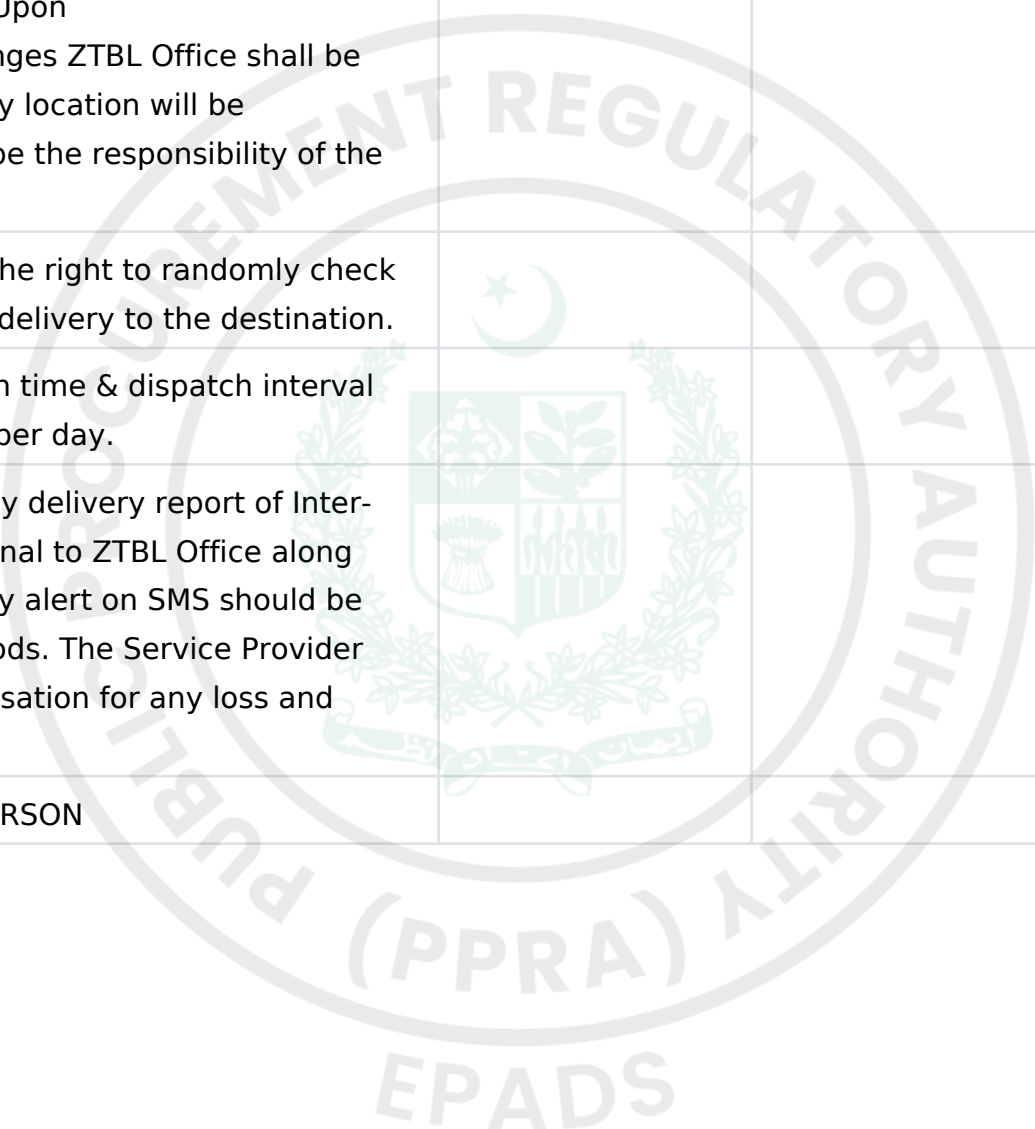 Upon
nges ZTBL Office shall be
y location will be
be the responsibility of the
he right to randomly check
delivery to the destination.
n time & dispatch interval
per day.
y delivery report of Inter-
nal to ZTBL Office along
y alert on SMS should be
ods. The Service Provider
sation for any loss and
RSON
PUBLIC PROCUREMENT REGULATORY AUTHORITY
(PPRA)
EPADS